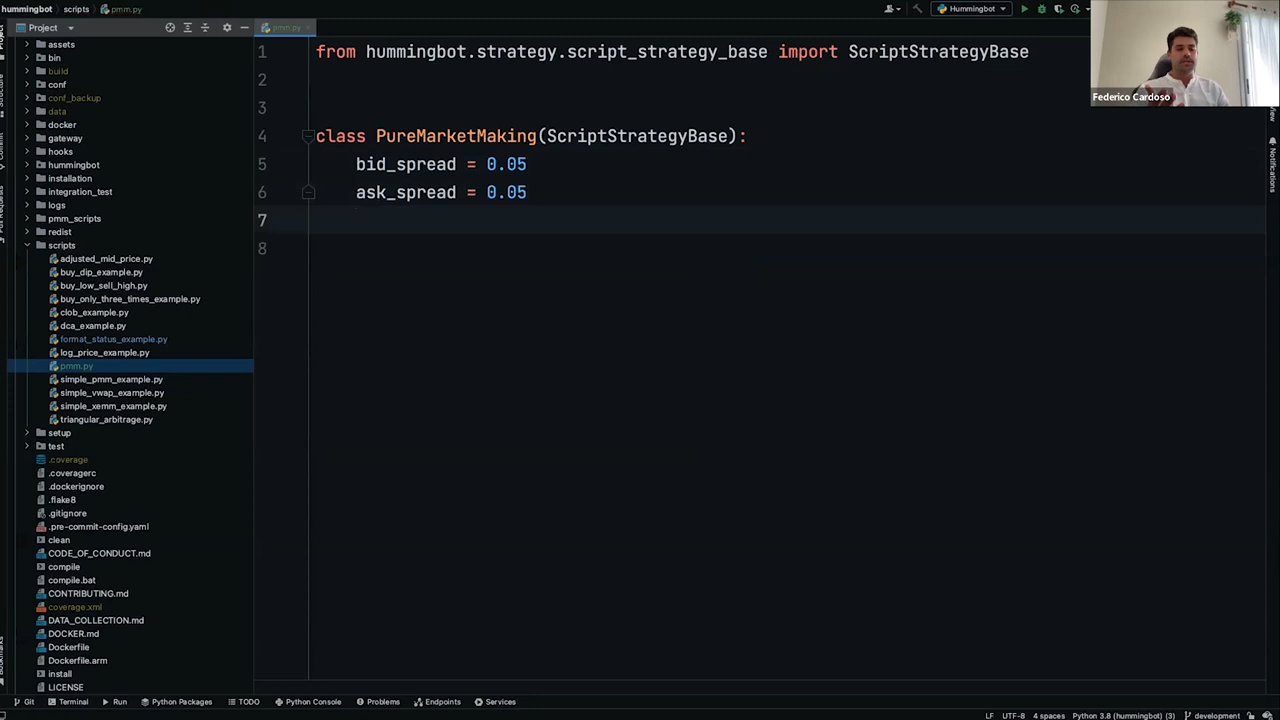 hummingbot scripts pmm.py
Hummingbot
Project
pmm.py
assets
bin
build
conf
conf_backup
data
docker
gateway
hooks
hummingbot
installation
integration_test
logs
pmm_scripts
redist
scripts
adjusted_mid_price.py
buy_dip_example.py
buy_low_sell_high.py
buy_only_three_times_example.py
clob_example.py
dca_example.py
format_status_example.py
log_price_example.py
pmm.py
simple_pmm_example.py
simple_vwap_example.py
simple_xemm_example.py
triangular_arbitrage.py
setup
test
.coverage
.coveragerc
.dockerignore
.flake8
.gitignore
.pre-commit-config.yaml
clean
CODE_OF_CONDUCT.md
compile
compile.bat
CONTRIBUTING.md
coverage.xml
DATA_COLLECTION.md
DOCKER.md
Dockerfile
Dockerfile.arm
install
LICENSE
1 from hummingbot.strategy.script_strategy_base import ScriptStrategyBase
2
3
4 class PureMarketMaking(ScriptStrategyBase):
5 bid_spread = 0.05
6 ask_spread = 0.05
7
8
Federico Cardoso
Notifications
Git Terminal Run Python Packages TODO Python Console Problems Endpoints Services
LF UTF-8 4 spaces Python 3.8 (hummingbot) (3) development